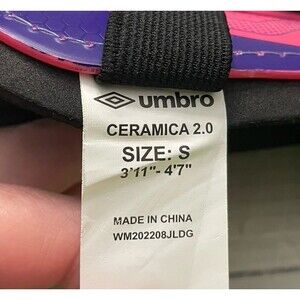 umbro
CERAMICA 2.0
SIZE: S
3'11"- 4'7"
MADE IN CHINA
WM202208JLDG